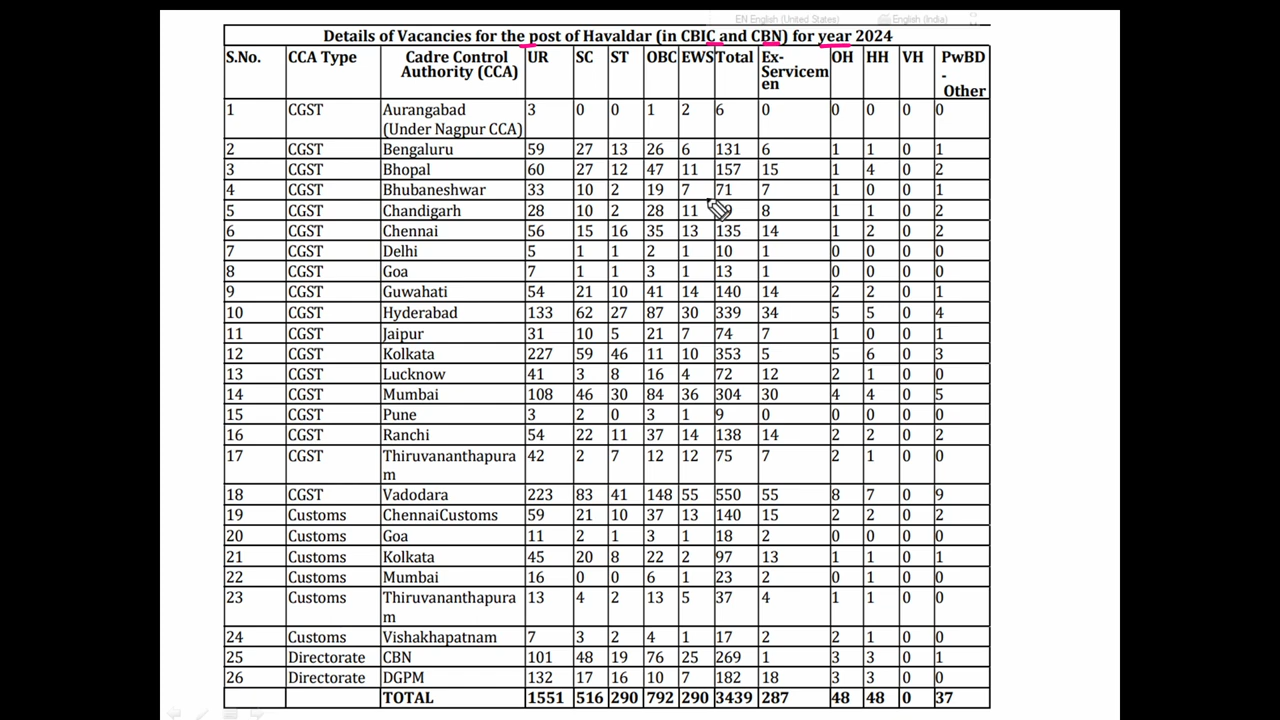 EN English (United States) English (India)
Details of Vacancies for the post of Havaldar (in CBIC and CBN) for year 2024
S.No. CCA Type Cadre Control Authority (CCA) UR SC ST OBC EWS Total Ex-Servicemen OH HH VH PwBD - Other
1 CGST Aurangabad (Under Nagpur CCA) 3 0 0 1 2 6 0 0 0 0 0
2 CGST Bengaluru 59 27 13 26 6 131 6 1 1 0 1
3 CGST Bhopal 60 27 12 47 11 157 15 1 4 0 2
4 CGST Bhubaneshwar 33 10 2 19 7 71 7 1 0 0 1
5 CGST Chandigarh 28 10 2 28 11 8 1 1 0 2
6 CGST Chennai 56 15 16 35 13 135 14 1 2 0 2
7 CGST Delhi 5 1 1 2 1 10 1 0 0 0 0
8 CGST Goa 7 1 1 3 1 13 1 0 0 0 0
9 CGST Guwahati 54 21 10 41 14 140 14 2 2 0 1
10 CGST Hyderabad 133 62 27 87 30 339 34 5 5 0 4
11 CGST Jaipur 31 10 5 21 7 74 7 1 0 0 1
12 CGST Kolkata 227 59 46 11 10 353 5 5 6 0 3
13 CGST Lucknow 41 3 8 16 4 72 12 2 1 0 0
14 CGST Mumbai 108 46 30 84 36 304 30 4 4 0 5
15 CGST Pune 3 2 0 3 1 9 0 0 0 0 0
16 CGST Ranchi 54 22 11 37 14 138 14 2 2 0 2
17 CGST Thiruvananthapuram 42 2 7 12 12 75 7 2 1 0 0
18 CGST Vadodara 223 83 41 148 55 550 55 8 7 0 9
19 Customs ChennaiCustoms 59 21 10 37 13 140 15 2 2 0 2
20 Customs Goa 11 2 1 3 1 18 2 0 0 0 0
21 Customs Kolkata 45 20 8 22 2 97 13 1 1 0 1
22 Customs Mumbai 16 0 0 6 1 23 2 0 1 0 0
23 Customs Thiruvananthapuram 13 4 2 13 5 37 4 1 1 0 0
24 Customs Vishakhapatnam 7 3 2 4 1 17 2 2 1 0 0
25 Directorate CBN 101 48 19 76 25 269 1 3 3 0 1
26 Directorate DGPM 132 17 16 10 7 182 18 3 3 0 0
TOTAL 1551 516 290 792 290 3439 287 48 48 0 37